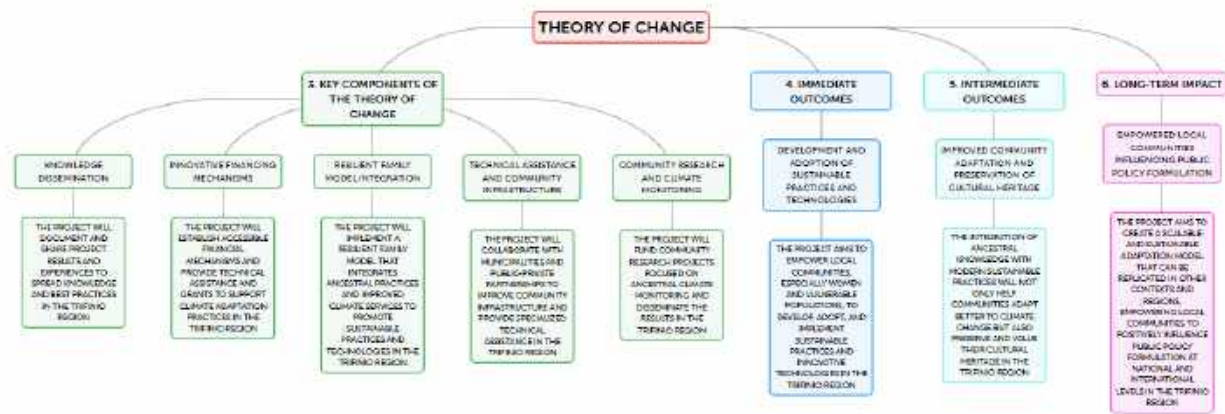 THEORY OF CHANGE
3. KEY COMPONENTS OF
THE THEORY OF
CHANGE
4. IMMEDIATE
OUTCOMES
5. INTERMEDIATE
OUTCOMES
6. LONG-TERM IMPACT
KNOWLEDGE
DISSEMINATION
INNOVATIVE FINANCING
MECHANISMS
RESILIENT FAMILY
MODEL/INTEGRATION
TECHNICAL ASSISTANCE
AND COMMUNITY
INFRASTRUCTURE
COMMUNITY RESEARCH
AND CLIMATE
MONITORING
DEVELOPMENT AND
ADOPTION OF
SUSTAINABLE
PRACTICES AND
TECHNOLOGIES
IMPROVED COMMUNITY
ADAPTATION AND
PRESERVATION OF
CULTURAL HERITAGE
EMPOWERED LOCAL
COMMUNITIES
INFLUENCING PUBLIC
POLICY FORMULATION
THE PROJECT WILL
DOCUMENT AND
SHARE PROJECT
RESULTS AND
EXPERIENCES TO
SPREAD KNOWLEDGE
AND BEST PRACTICES
IN THE TRIFINIO
REGION
THE PROJECT WILL
ESTABLISH ACCESSIBLE
FINANCIAL
MECHANISMS AND
PROVIDE TECHNICAL
ASSISTANCE AND
GRANTS TO SUPPORT
CLIMATE ADAPTATION
PRACTICES IN THE
TRIFINIO REGION
THE PROJECT WILL
IMPLEMENT A
RESILIENT FAMILY
MODEL THAT
INTEGRATES
ANCESTRAL PRACTICES
AND IMPROVED
CLIMATE SERVICES TO
PROMOTE
SUSTAINABLE
PRACTICES AND
TECHNOLOGIES IN THE
TRIFINIO REGION.
THE PROJECT WILL
COLLABORATE WITH
MUNICIPALITIES AND
PUBLIC-PRIVATE
PARTNERSHIPS TO
IMPROVE COMMUNITY
INFRASTRUCTURE AND
PROVIDE SPECIALIZED
TECHNICAL
ASSISTANCE IN THE
TRIFINIO REGION
THE PROJECT WILL
FUND COMMUNITY
RESEARCH PROJECTS
FOCUSED ON
ANCESTRAL CLIMATE
MONITORING AND
DISSEMINATE THE
RESULTS IN THE
TRIFINIO REGION
THE PROJECT AIMS TO
EMPOWER LOCAL
COMMUNITIES,
ESPECIALLY WOMEN
AND VULNERABLE
POPULATIONS, TO
DEVELOP, ADOPT, AND
IMPLEMENT
SUSTAINABLE
PRACTICES AND
INNOVATIVE
TECHNOLOGIES IN THE
TRIFINIO REGION
THE INTEGRATION OF
ANCESTRAL
KNOWLEDGE WITH
MODERN SUSTAINABLE
PRACTICES WILL NOT
ONLY HELP
COMMUNITIES ADAPT
BETTER TO CLIMATE
CHANGE BUT ALSO
PRESERVE AND VALUE
THEIR CULTURAL
HERITAGE IN THE
TRIFINIO REGION
THE PROJECT AIMS TO
CREATE A SCALABLE
AND SUSTAINABLE
ADAPTATION MODEL
THAT CAN BE
REPLICATED IN OTHER
CONTEXTS AND
REGIONS,
EMPOWERING LOCAL
COMMUNITIES TO
POSITIVELY INFLUENCE
PUBLIC POLICY
FORMULATION AT
NATIONAL AND
INTERNATIONAL
LEVELS IN THE TRIFINIO
REGION